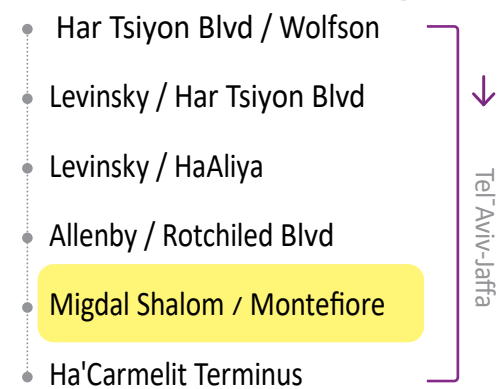 Har Tsiyon Blvd / Wolfson
Levinsky / Har Tsiyon Blvd
Levinsky / HaAliya
Allenby / Rotchiled Blvd
Migdal Shalom / Montefiore
Ha'Carmelit Terminus
Tel-Aviv-Jaffa